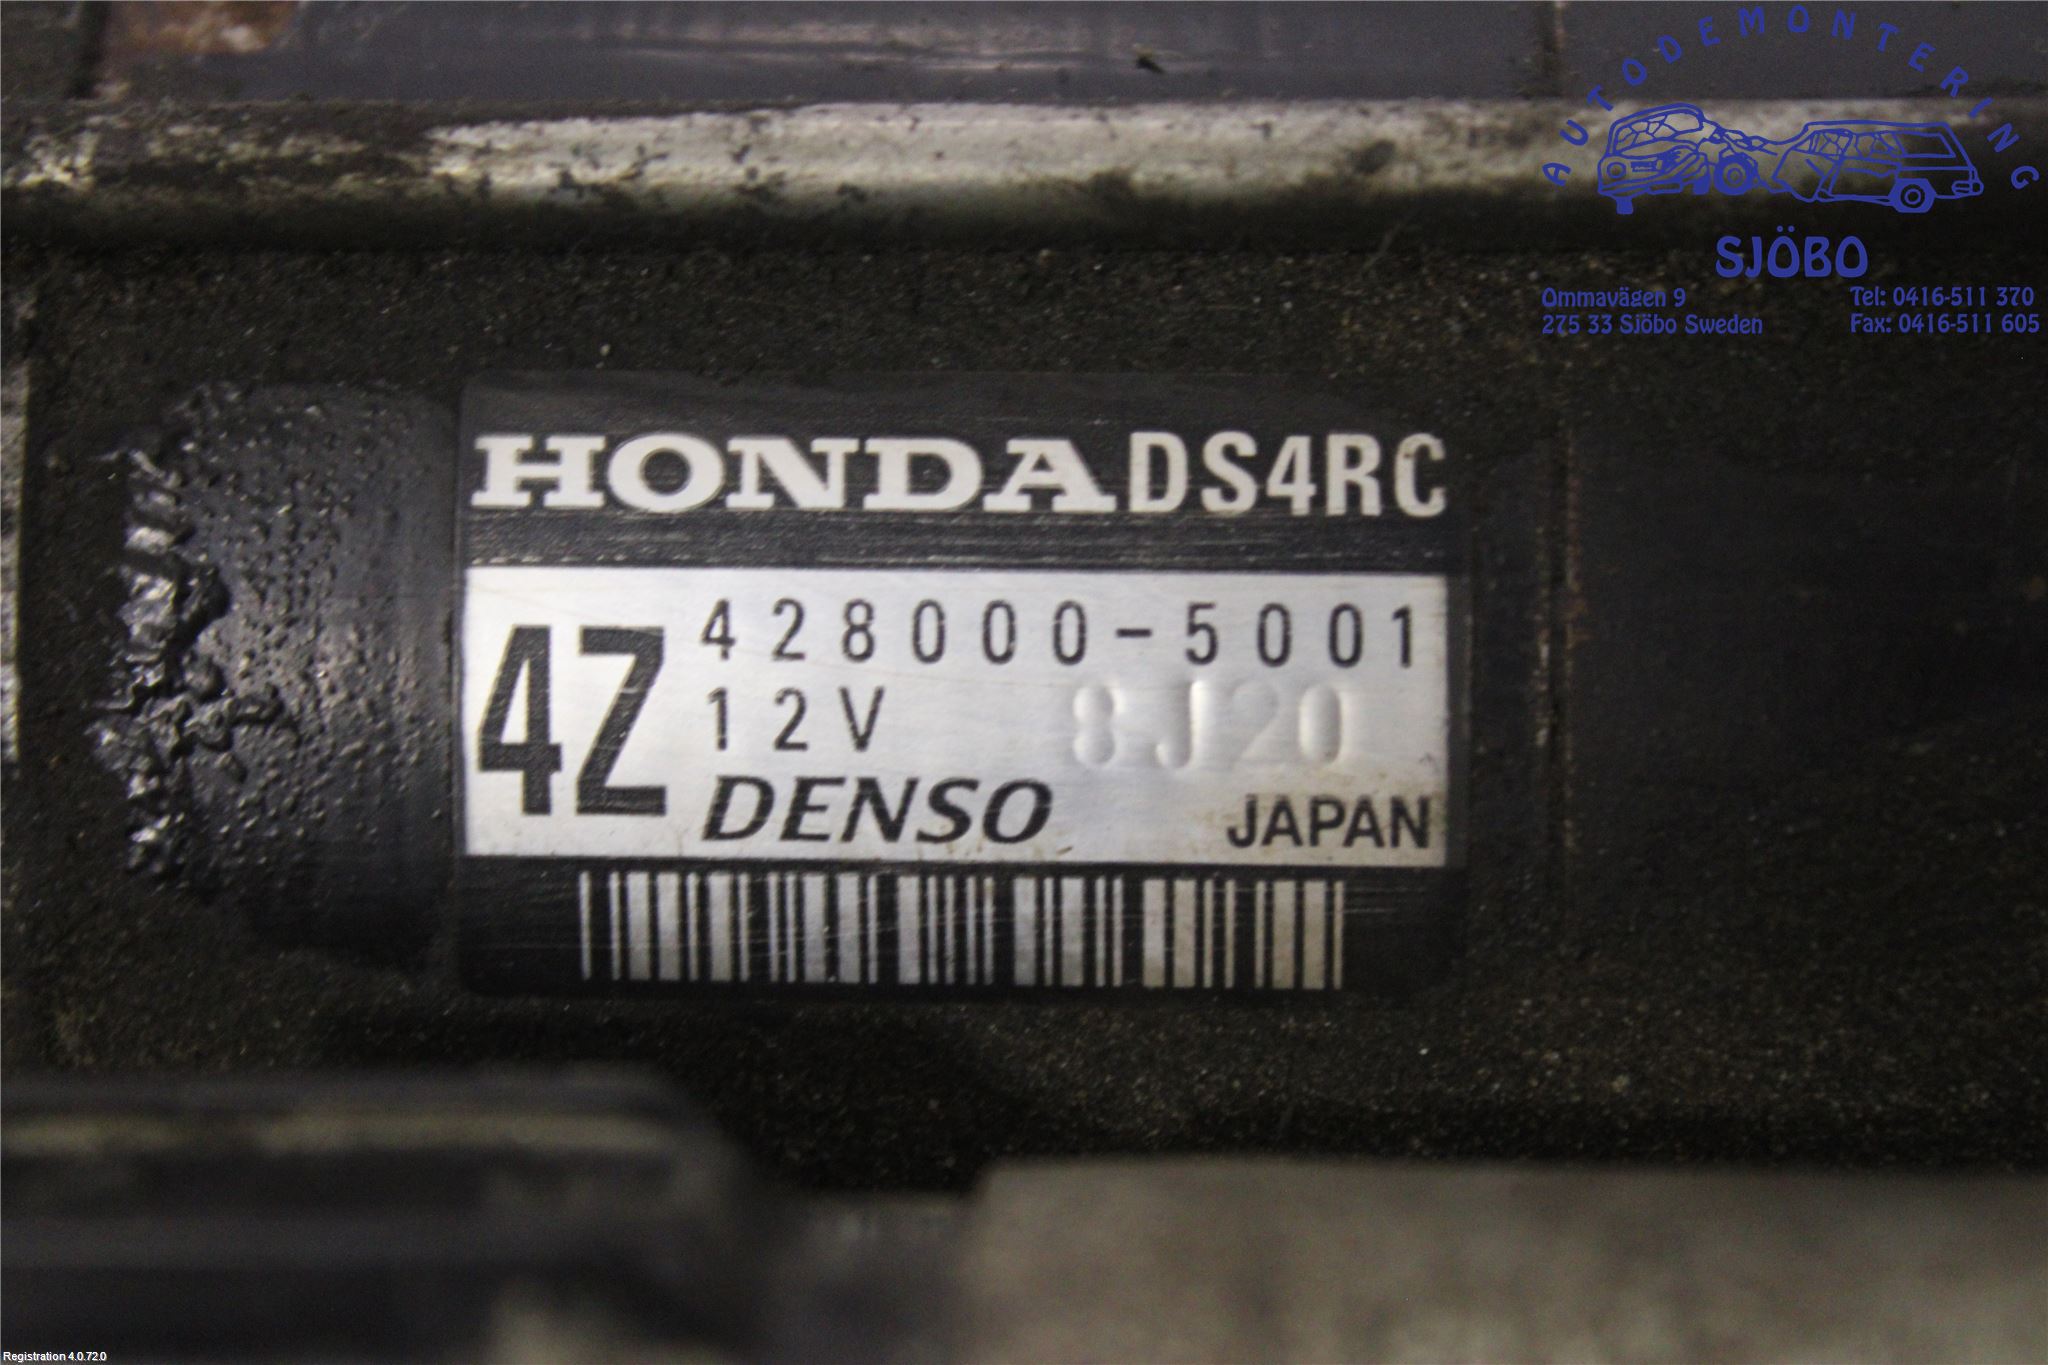 AUTODEMONTERING
SJÖBO
Ommavägen 9
275 33 Sjöbo Sweden
Tel: 0416-511 370
Fax: 0416-511 605
HONDA DS4RC
4Z
428000-5001
12V 8J20
DENSO JAPAN
Registration 4.0.72.0